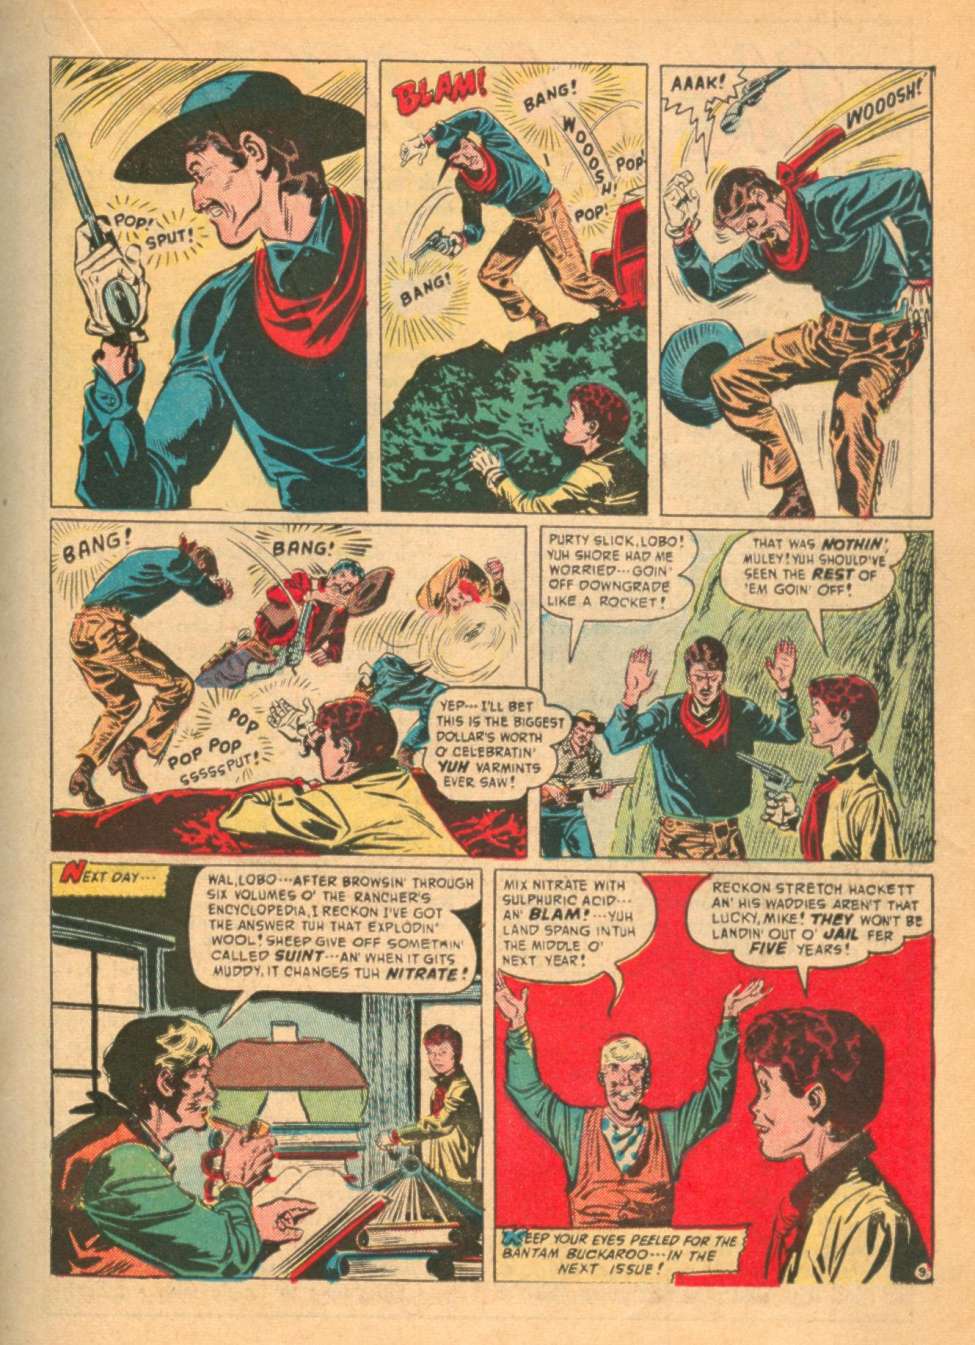 POP!
SPUT!
BLAM!
BANG!
WOOOSH!
POP!
POP!
BANG!
AAAK!
WOOOSH!
BANG!
BANG!
POP
POP POP
SSSSSPUT!
YEP... I'LL BET
THIS IS THE BIGGEST
DOLLAR'S WORTH
O' CELEBRATIN'
YUH VARMINTS
EVER SAW!
PURTY SLICK, LOBO!
YUH SHORE HAD ME
WORRIED... GOIN'
OFF DOWNGRADE
LIKE A ROCKET!
THAT WAS NOTHIN',
MULEY! YUH SHOULD'VE
SEEN THE REST OF
'EM GOIN' OFF!
NEXT DAY...
WAL, LOBO... AFTER BROWSIN' THROUGH
SIX VOLUMES O' THE RANCHER'S
ENCYCLOPEDIA, I RECKON I'VE GOT
THE ANSWER TUH THAT EXPLODIN'
WOOL! SHEEP GIVE OFF SOMETHIN'
CALLED SUINT... AN' WHEN IT GITS
MUDDY, IT CHANGES TUH NITRATE!
MIX NITRATE WITH
SULPHURIC ACID...
AN' BLAM!... YUH
LAND SPANG INTUH
THE MIDDLE O'
NEXT YEAR!
RECKON STRETCH HACKETT
AN' HIS WADDIES AREN'T THAT
LUCKY, MIKE! THEY WON'T BE
LANDIN' OUT O' JAIL FER
FIVE YEARS!
KEEP YOUR EYES PEELED FOR THE
BANTAM BUCKAROO... IN THE
NEXT ISSUE!
9